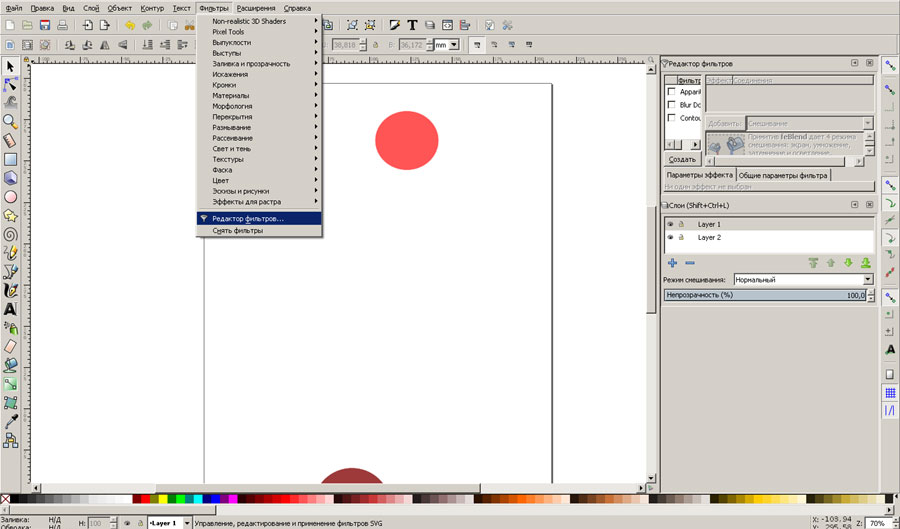 Файл Правка Вид Слой Объект Контур Текст Фильтры Расширения Справка
Non-realistic 3D Shaders
Pixel Tools
Выпуклости
Выступы
Заливка и прозрачность
Искажения
Кромки
Материалы
Морфология
Перекрытия
Размывание
Рассеивание
Свет и тень
Текстуры
Фаска
Цвет
Эскизы и рисунки
Эффекты для растра
Редактор фильтров...
Снять фильтры
38,818
36,172 mm
Редактор фильтров
Фильтр Эффект Соединения
Appari
Blur Do
Contou
Добавить: Смешивание
Примитив feBlend дает 4 режима
смешивания: экран, умножение,
затемнение и осветление.
Создать
Параметры эффекта Общие параметры фильтра
Ни один эффект не выбран
Слои (Shift+Ctrl+L)
Layer 1
Layer 2
Режим смешивания: Нормальный
Непрозрачность (%) 100,0
Заливка: Н/Д
Обводка: Н/Д
Н: 100
Layer 1
Управление, редактирование и применение фильтров SVG
X: -103.94
Y: 295.58
Z: 70%